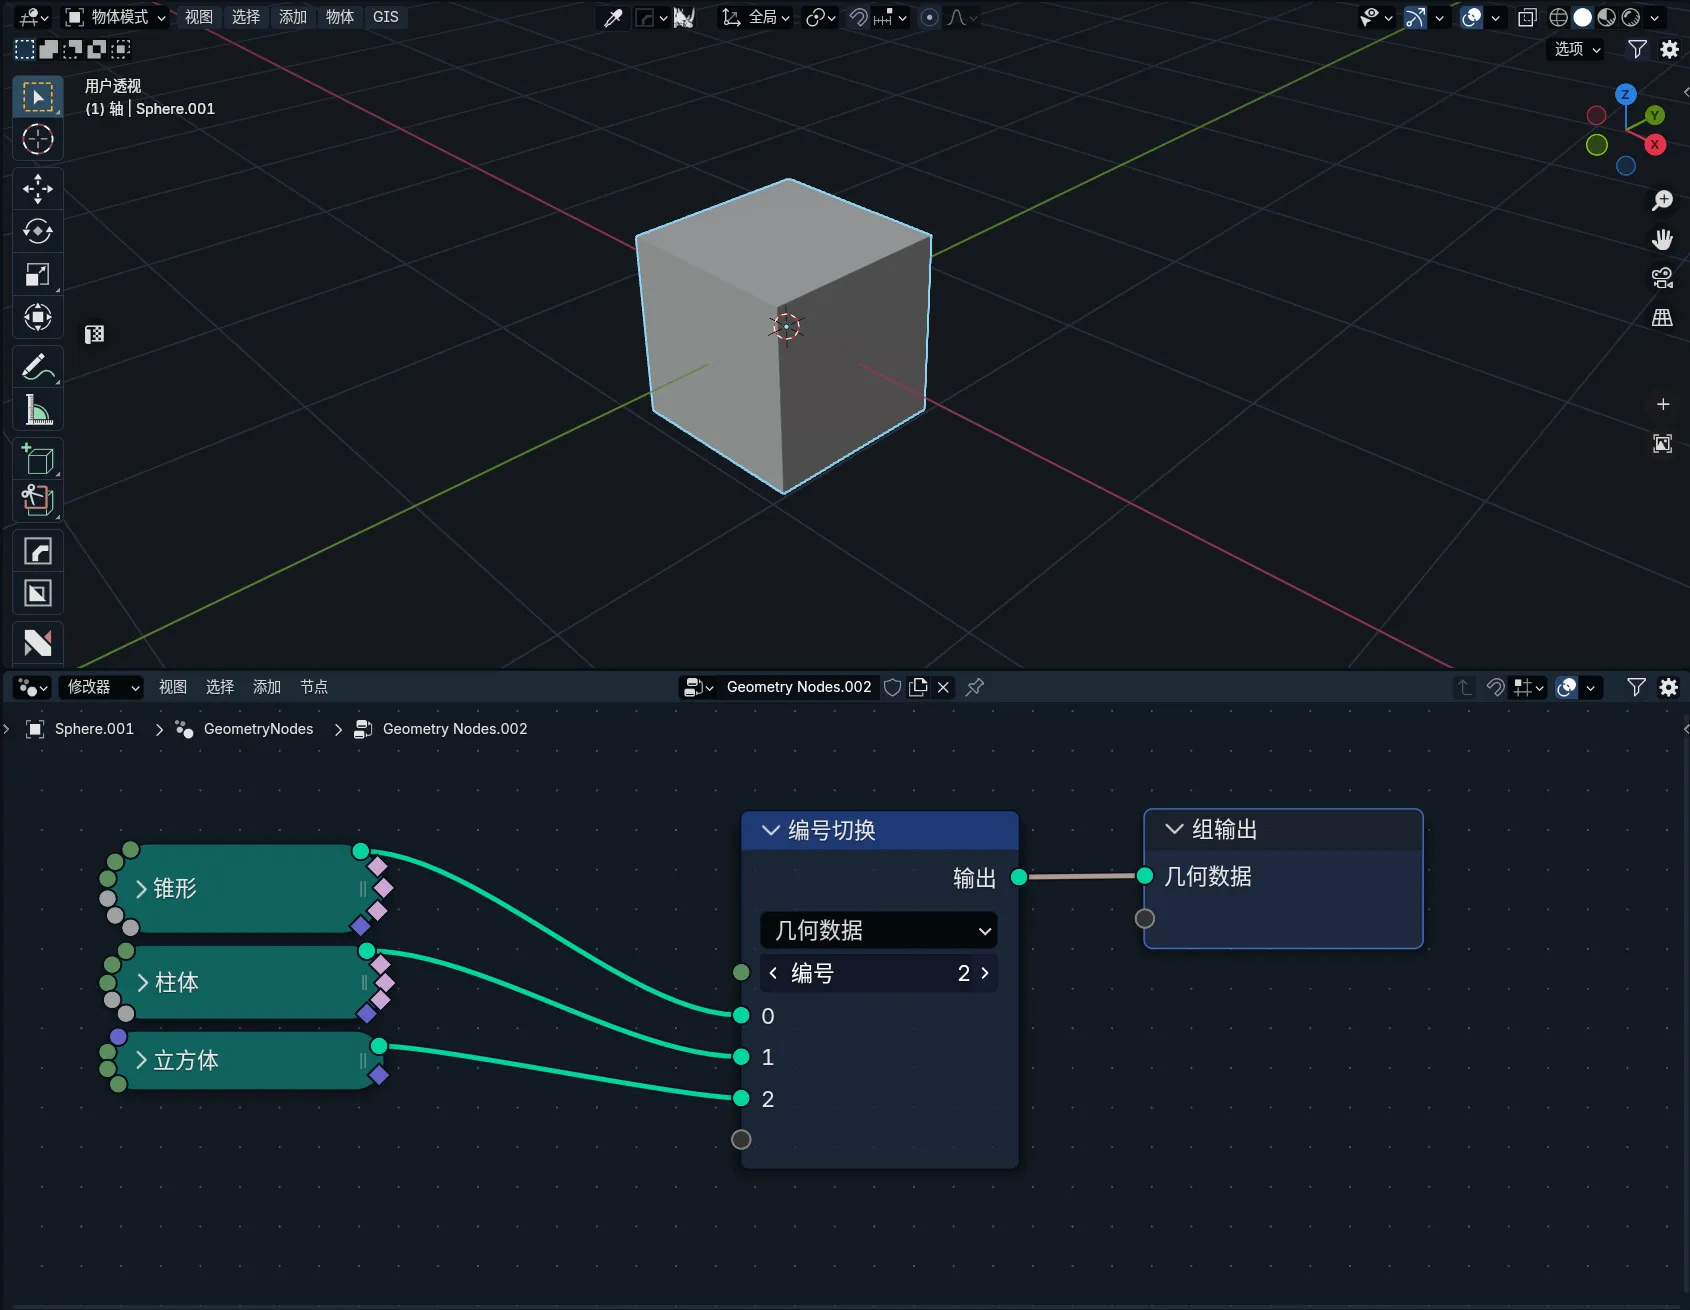 物体模式 视图 选择 添加 物体 GIS 全局
选项
用户透视
(1) 轴 | Sphere.001
Z
Y
X
修改器 视图 选择 添加 节点 Geometry Nodes.002
Sphere.001 GeometryNodes Geometry Nodes.002
编号切换
组输出
输出
几何数据
锥形
几何数据
编号 2
柱体
0
1
立方体
2